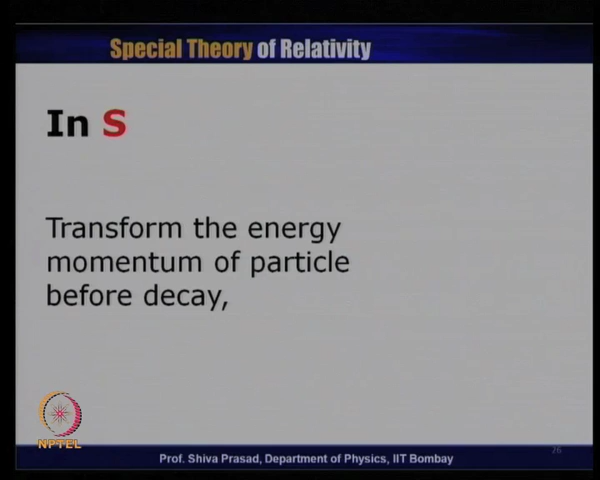 Special Theory of Relativity
In S
Transform the energy
momentum of particle
before decay,
NPTEL
Prof. Shiva Prasad, Department of Physics, IIT Bombay
26